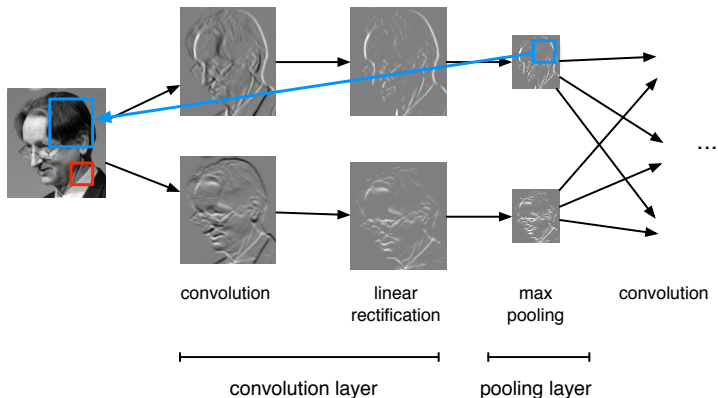 ...
convolution
linear
rectification
max
pooling
convolution
convolution layer
pooling layer